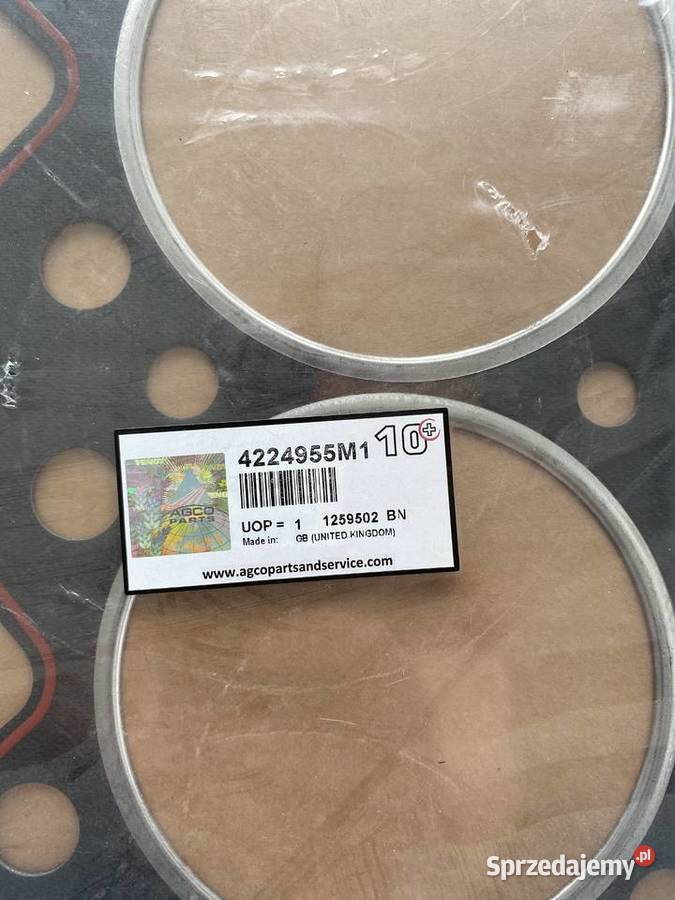 4224955M1 10+
AGCO
PARTS
UOP = 1 1259502 BN
Made in: GB (UNITED KINGDOM)
www.agcopartsandservice.com
Sprzedajemy.pl